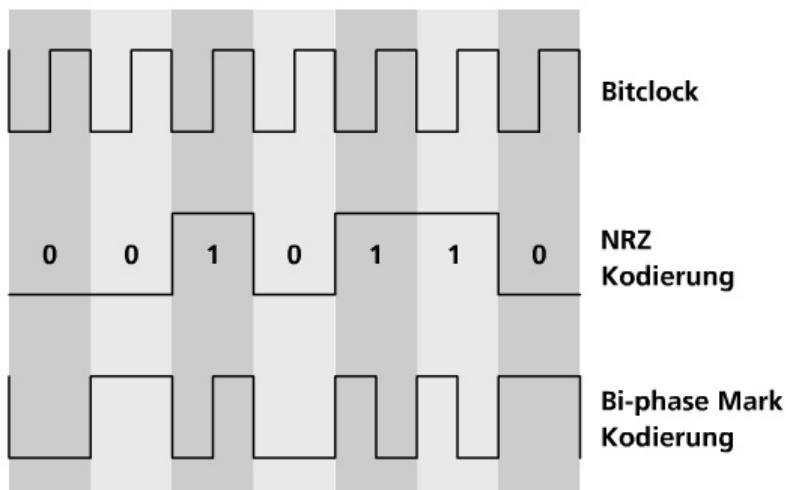 Bitclock
0 0 1 0 1 1 0
NRZ
Kodierung
Bi-phase Mark
Kodierung